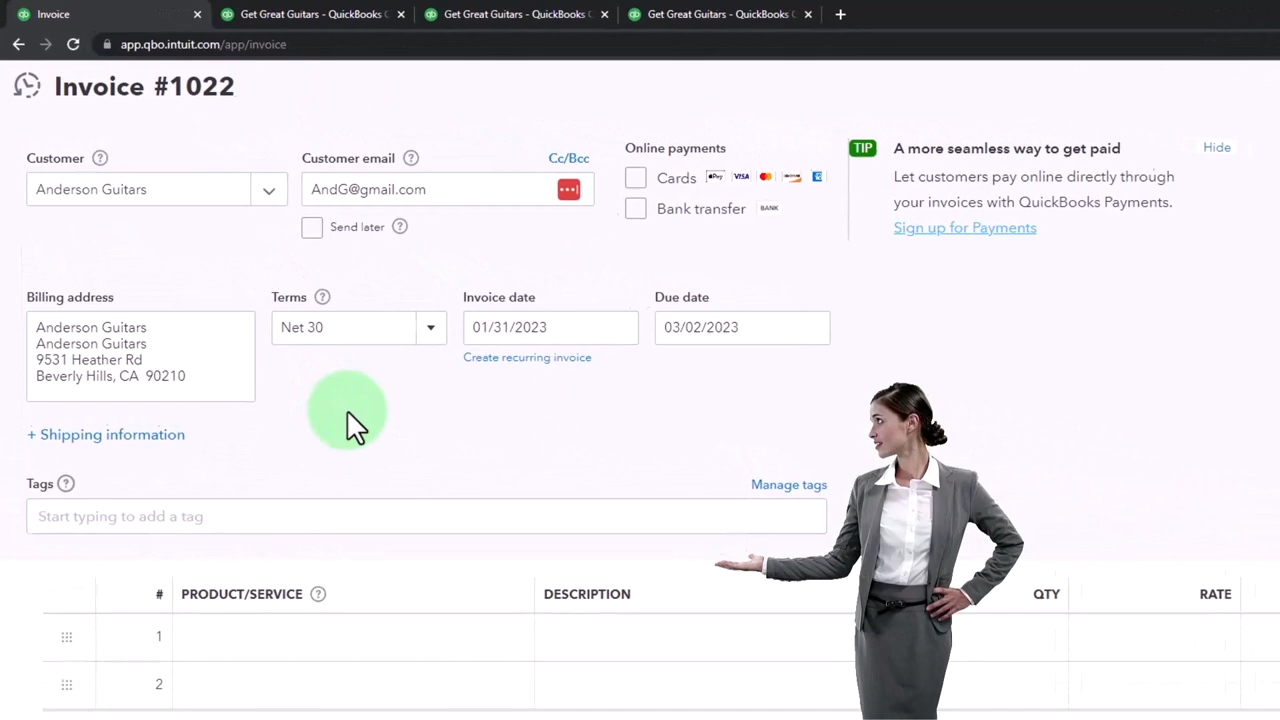 Invoice
Get Great Guitars - QuickBooks
Get Great Guitars - QuickBooks
Get Great Guitars - QuickBooks
app.qbo.intuit.com/app/invoice
Invoice #1022
Customer
Customer email
Cc/Bcc
Anderson Guitars
AndG@gmail.com
Send later
Online payments
Cards
VISA
Bank transfer
BANK
TIP
A more seamless way to get paid
Hide
Let customers pay online directly through
your invoices with QuickBooks Payments.
Sign up for Payments
Billing address
Anderson Guitars
Anderson Guitars
9531 Heather Rd
Beverly Hills, CA 90210
Terms
Net 30
Invoice date
01/31/2023
Create recurring invoice
Due date
03/02/2023
+ Shipping information
Tags
Manage tags
Start typing to add a tag
# PRODUCT/SERVICE DESCRIPTION QTY RATE
1
2